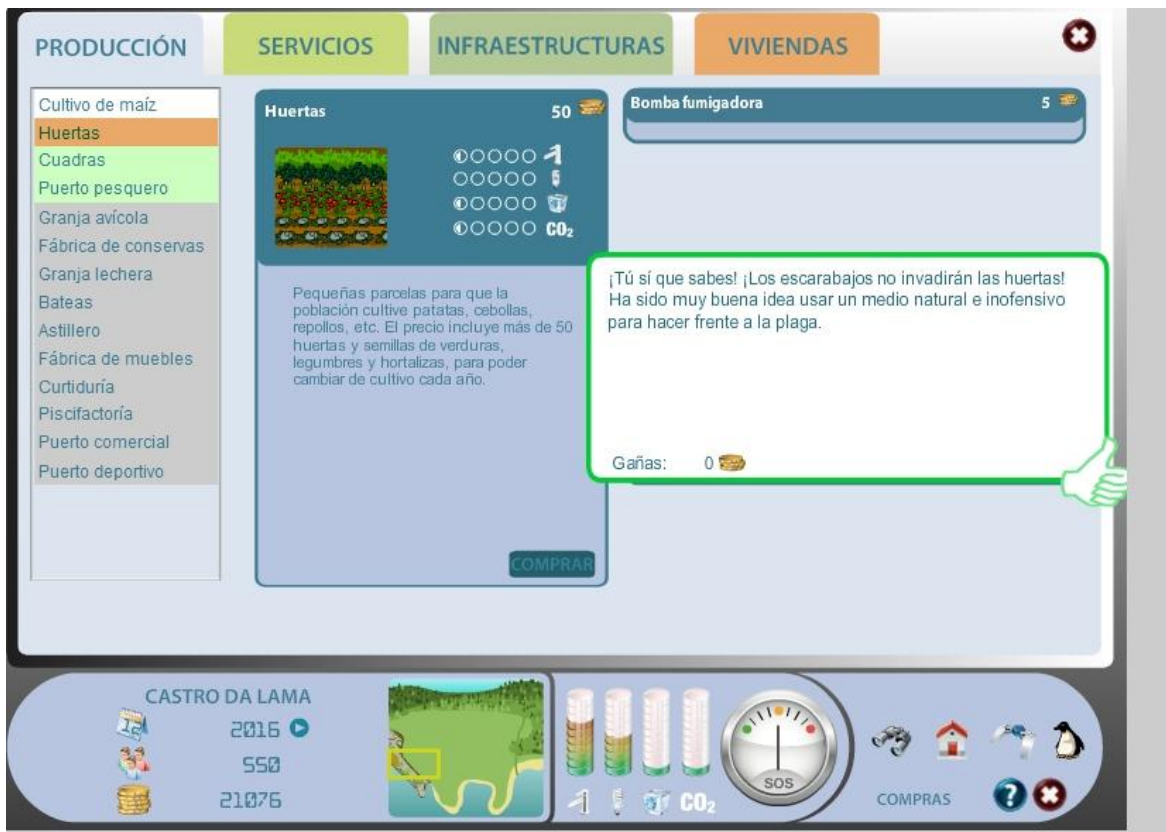 PRODUCCIÓN
SERVICIOS
INFRAESTRUCTURAS
VIVIENDAS
Cultivo de maíz
Huertas
Cuadras
Puerto pesquero
Granja avícola
Fábrica de conservas
Granja lechera
Bateas
Astillero
Fábrica de muebles
Curtiduría
Piscifactoría
Puerto comercial
Puerto deportivo
Huertas 50
CO₂
Pequeñas parcelas para que la
población cultive patatas, cebollas,
repollos, etc. El precio incluye más de 50
huertas y semillas de verduras,
legumbres y hortalizas, para poder
cambiar de cultivo cada año.
COMPRAR
Bomba fumigadora 5
¡Tú sí que sabes! ¡Los escarabajos no invadirán las huertas!
Ha sido muy buena idea usar un medio natural e inofensivo
para hacer frente a la plaga.
Gañas: 0
CASTRO DA LAMA
2016
550
21076
CO₂
SOS
COMPRAS
?